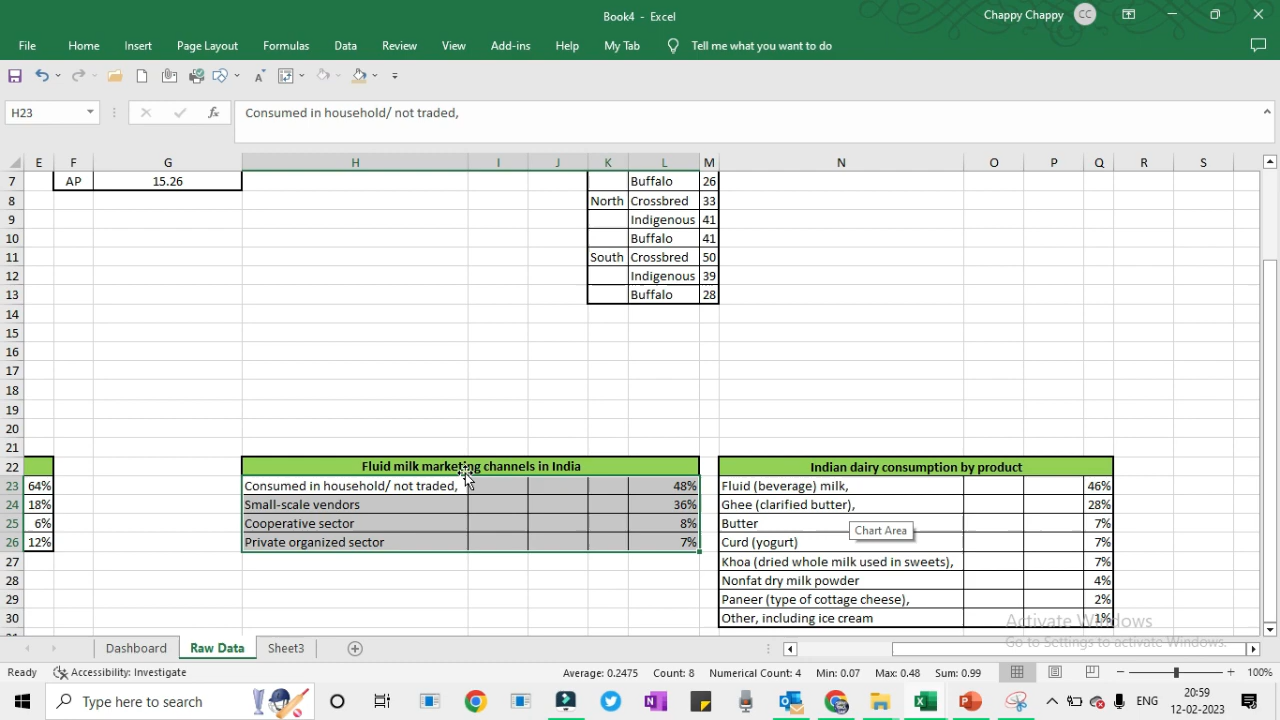 Book4 - Excel
Chappy Chappy CC
File Home Insert Page Layout Formulas Data Review View Add-ins Help My Tab Tell me what you want to do
H23 fx Consumed in household/ not traded,
E F G H I J K L M N O P Q R S
7 AP 15.26 Buffalo 26
8 North Crossbred 33
9 Indigenous 41
10 Buffalo 41
11 South Crossbred 50
12 Indigenous 39
13 Buffalo 28
14
15
16
17
18
19
20
21
22 Fluid milk marketing channels in India Indian dairy consumption by product
23 64% Consumed in household/ not traded, 48% Fluid (beverage) milk, 46%
24 18% Small-scale vendors 36% Ghee (clarified butter), 28%
25 6% Cooperative sector 8% Butter 7%
Chart Area
26 12% Private organized sector 7% Curd (yogurt) 7%
27 Khoa (dried whole milk used in sweets), 7%
28 Nonfat dry milk powder 4%
29 Paneer (type of cottage cheese), 2%
30 Other, including ice cream 1%
Activate Windows
Go to Settings to activate Windows.
Dashboard Raw Data Sheet3
Ready Accessibility: Investigate Average: 0.2475 Count: 8 Numerical Count: 4 Min: 0.07 Max: 0.48 Sum: 0.99 100%
Type here to search ENG 20:59
12-02-2023